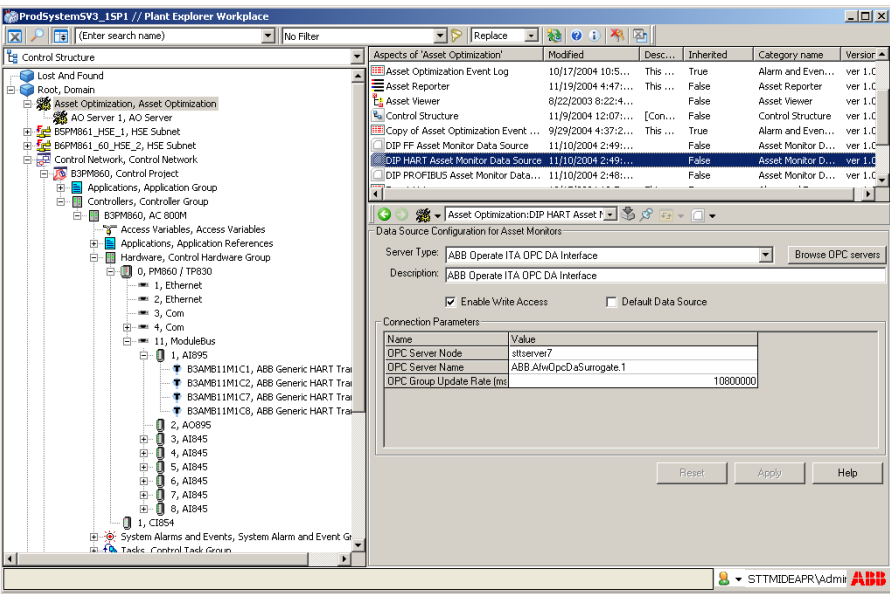 ProdSystemSV3_1SP1 // Plant Explorer Workplace
(Enter search name)
No Filter
Replace
Control Structure
Lost And Found
Root, Domain
Asset Optimization, Asset Optimization
AO Server 1, AO Server
B5PM861_HSE_1, HSE Subnet
B6PM861_60_HSE_2, HSE Subnet
Control Network, Control Network
B3PM860, Control Project
Applications, Application Group
Controllers, Controller Group
B3PM860, AC 800M
Access Variables, Access Variables
Applications, Application References
Hardware, Control Hardware Group
0, PM860 / TP830
1, Ethernet
2, Ethernet
3, Com
4, Com
11, ModuleBus
1, AI895
B3AMB11M1C1, ABB Generic HART Trar
B3AMB11M1C2, ABB Generic HART Trar
B3AMB11M1C7, ABB Generic HART Trar
B3AMB11M1C8, ABB Generic HART Trar
2, AO895
3, AI845
4, AI845
5, AI845
6, AI845
7, AI845
8, AI845
1, CI854
System Alarms and Events, System Alarm and Event Gr
Tasks, Control Task Group
Aspects of 'Asset Optimization' Modified Desc... Inherited Category name Version
Asset Optimization Event Log 10/17/2004 10:5... This ... True Alarm and Even... ver 1.0
Asset Reporter 11/19/2004 4:47:... This ... False Asset Reporter ver 1.0
Asset Viewer 8/22/2003 8:22:4... False Asset Viewer ver 1.0
Control Structure 11/9/2004 12:07:... [Con... False Control Structure ver 1.0
Copy of Asset Optimization Event ... 9/29/2004 4:37:2... This ... True Alarm and Even... ver 1.0
DIP FF Asset Monitor Data Source 11/10/2004 2:49:... False Asset Monitor D... ver 1.0
DIP HART Asset Monitor Data Source 11/10/2004 2:49:... False Asset Monitor D... ver 1.0
DIP PROFIBUS Asset Monitor Data... 11/10/2004 2:48:... False Asset Monitor D... ver 1.0
Asset Optimization:DIP HART Asset M
Data Source Configuration for Asset Monitors
Server Type: ABB Operate ITA OPC DA Interface Browse OPC servers
Description: ABB Operate ITA OPC DA Interface
Enable Write Access Default Data Source
Connection Parameters
Name Value
OPC Server Node sttserver7
OPC Server Name ABB.AfwOpcDaSurrogate.1
OPC Group Update Rate (ms 10800000
Reset Apply Help
STTMIDEAPR\Admir ABB